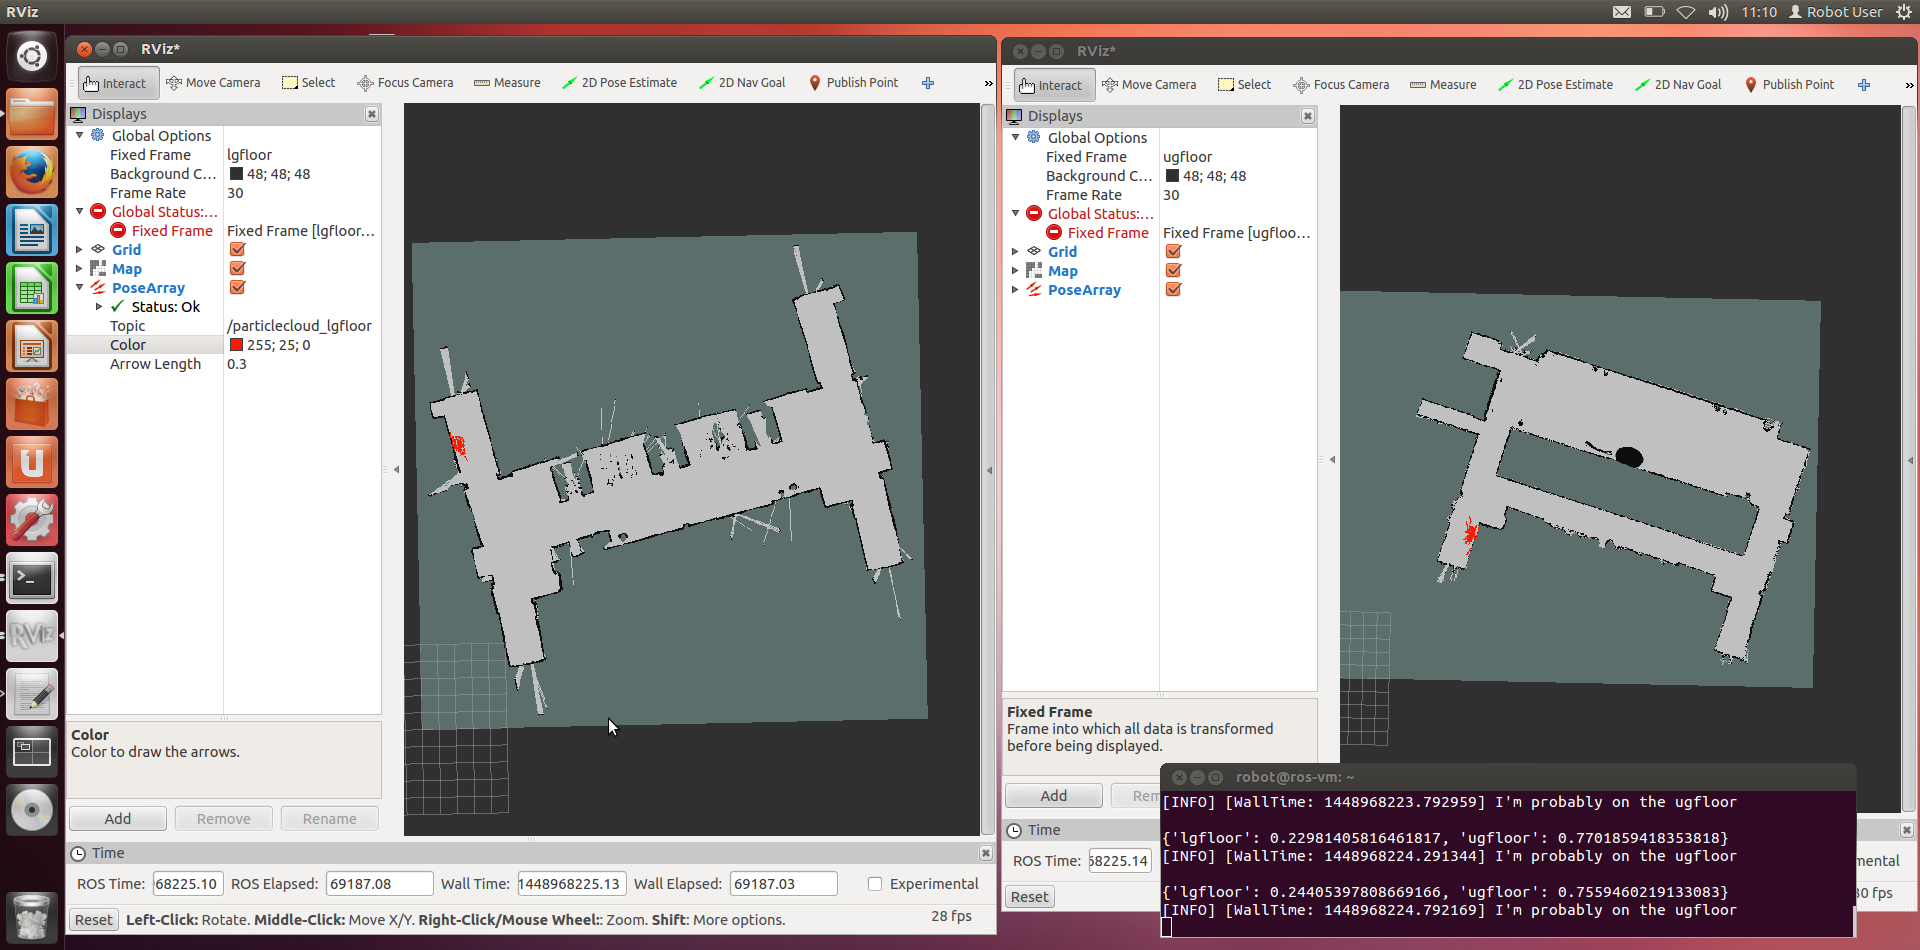 RViz
11:10 Robot User
RViz*
Interact Move Camera Select Focus Camera Measure 2D Pose Estimate 2D Nav Goal Publish Point »
Displays
Global Options
Fixed Frame lgfloor
Background C... 48; 48; 48
Frame Rate 30
Global Status:...
Fixed Frame Fixed Frame [lgfloor...
Grid
Map
PoseArray
Status: Ok
Topic /particlecloud_lgfloor
Color 255; 25; 0
Arrow Length 0.3
Color
Color to draw the arrows.
Add Remove Rename
Time
ROS Time: 68225.10 ROS Elapsed: 69187.08 Wall Time: 1448968225.13 Wall Elapsed: 69187.03 Experimental
Reset Left-Click: Rotate. Middle-Click: Move X/Y. Right-Click/Mouse Wheel:: Zoom. Shift: More options. 28 fps
RViz*
Interact Move Camera Select Focus Camera Measure 2D Pose Estimate 2D Nav Goal Publish Point »
Displays
Global Options
Fixed Frame ugfloor
Background C... 48; 48; 48
Frame Rate 30
Global Status:...
Fixed Frame Fixed Frame [ugfloo...
Grid
Map
PoseArray
Fixed Frame
Frame into which all data is transformed
before being displayed.
Add Rem
Time
ROS Time: 68225.14 mental
Reset 30 fps
robot@ros-vm: ~
[INFO] [WallTime: 1448968223.792959] I'm probably on the ugfloor
{'lgfloor': 0.22981405816461817, 'ugfloor': 0.7701859418353818}
[INFO] [WallTime: 1448968224.291344] I'm probably on the ugfloor
{'lgfloor': 0.24405397808669166, 'ugfloor': 0.7559460219133083}
[INFO] [WallTime: 1448968224.792169] I'm probably on the ugfloor
RViz